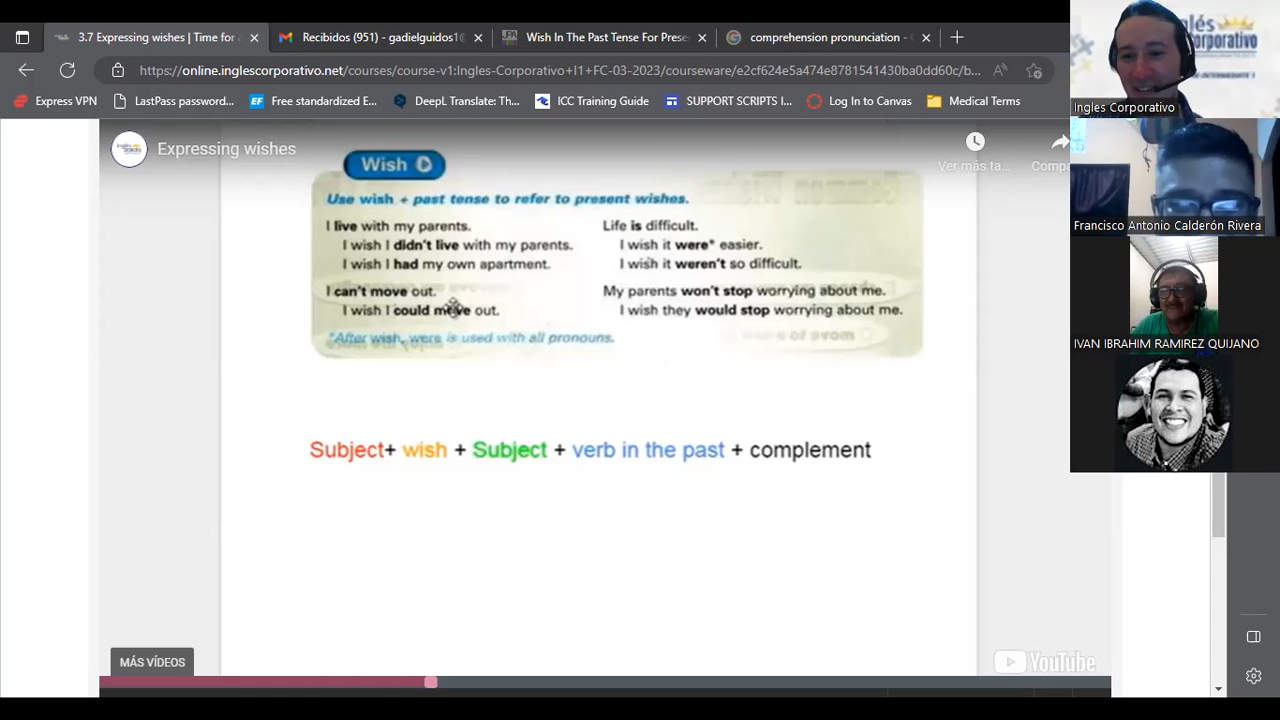 3.7 Expressing wishes | Time for
Recibidos (951) - gadielguidos1
Wish In The Past Tense For Prese
comprehension pronunciation -
https://online.inglescorporativo.net/courses/course-v1:Ingles-Corporativo+I1+FC-03-2023/courseware/e2cf624e5a474e8781541430ba0dd60c/b...
Express VPN
LastPass password...
EF Free standardized E...
DeepL Translate: Th...
ICC Training Guide
SUPPORT SCRIPTS I...
Log In to Canvas
Medical Terms
Expressing wishes
Ver más ta...
Wish
Use wish + past tense to refer to present wishes.
I live with my parents.
I wish I didn't live with my parents.
I wish I had my own apartment.
I can't move out.
I wish I could move out.
*After wish, were is used with all pronouns.
Life is difficult.
I wish it were* easier.
I wish it weren't so difficult.
My parents won't stop worrying about me.
I wish they would stop worrying about me.
Subject+ wish + Subject + verb in the past + complement
MÁS VÍDEOS
YouTube
Ingles Corporativo
Francisco Antonio Calderón Rivera
IVAN IBRAHIM RAMIREZ QUIJANO